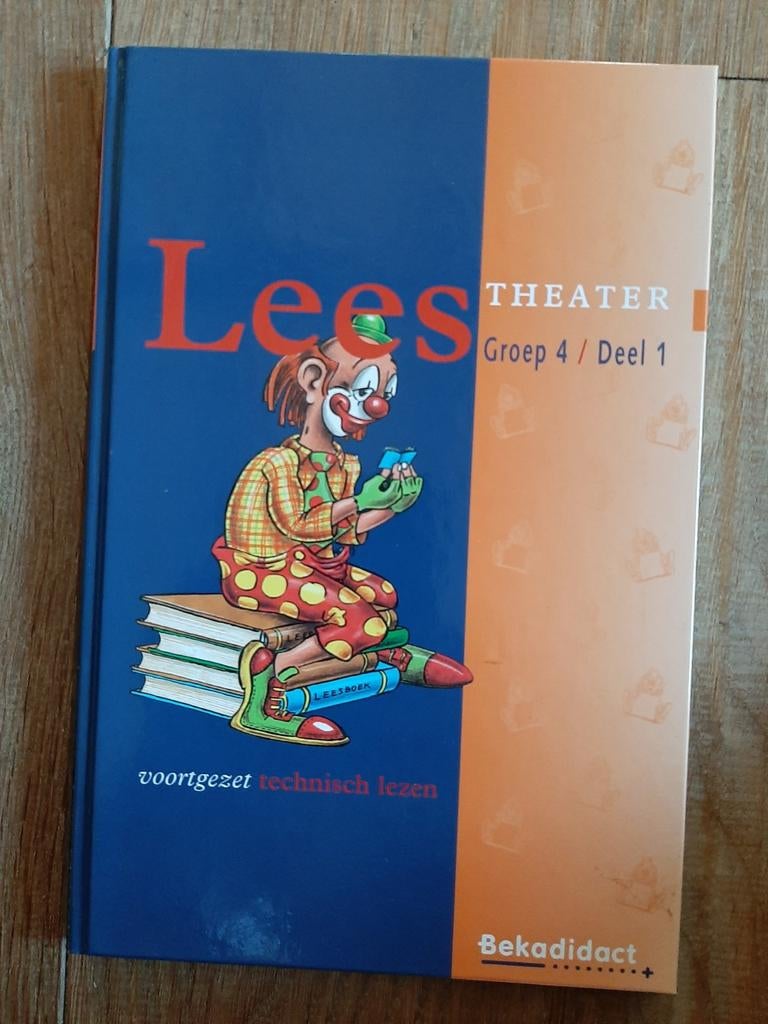 Lees THEATER
Groep 4 / Deel 1
LEESBOEK
voortgezet technisch lezen
Bekadidact